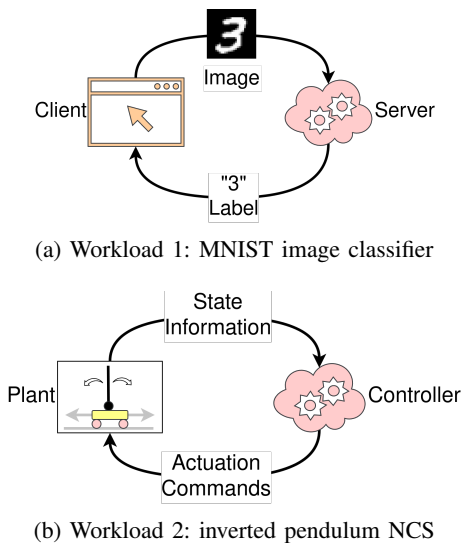 3
Image
Client
Server
"3"
Label
(a) Workload 1: MNIST image classifier
State
Information
Plant
Controller
Actuation
Commands
(b) Workload 2: inverted pendulum NCS